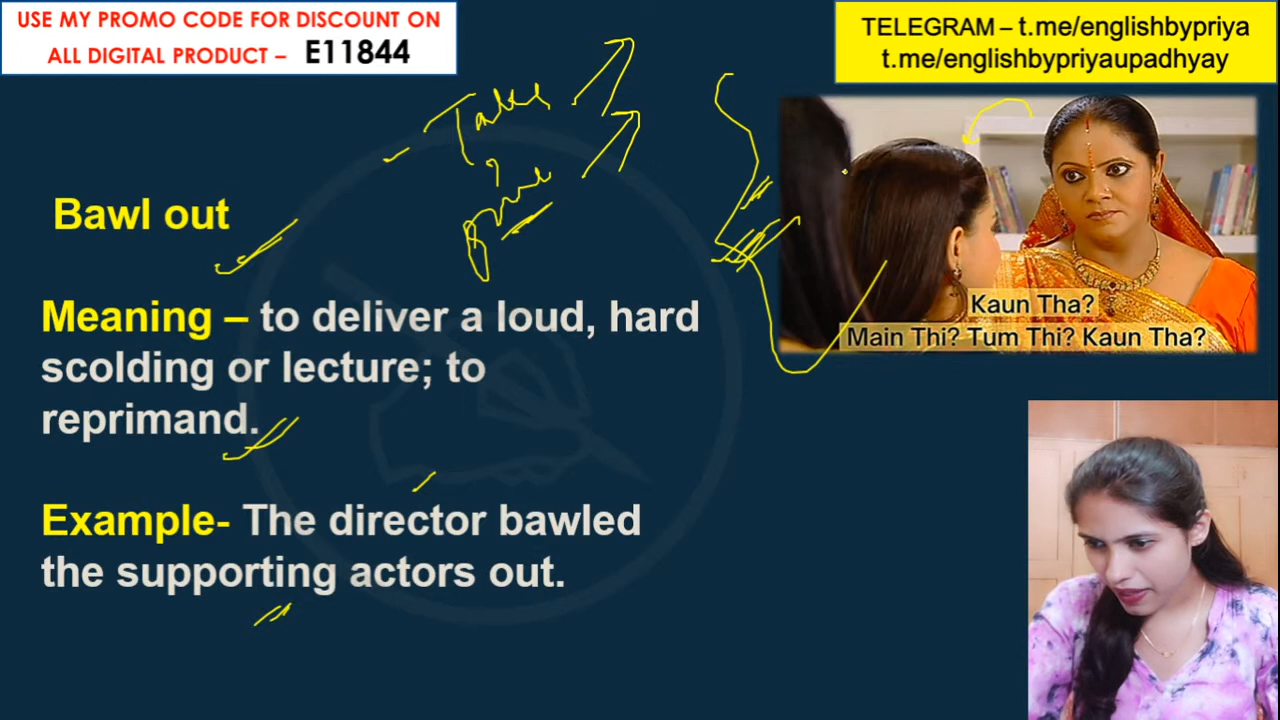 USE MY PROMO CODE FOR DISCOUNT ON
ALL DIGITAL PRODUCT – E11844
TELEGRAM – t.me/englishbypriya
t.me/englishbypriyaupadhyay
Bawl out
Meaning – to deliver a loud, hard
scolding or lecture; to
reprimand.
Example- The director bawled
the supporting actors out.
Kaun Tha?
Main Thi? Tum Thi? Kaun Tha?